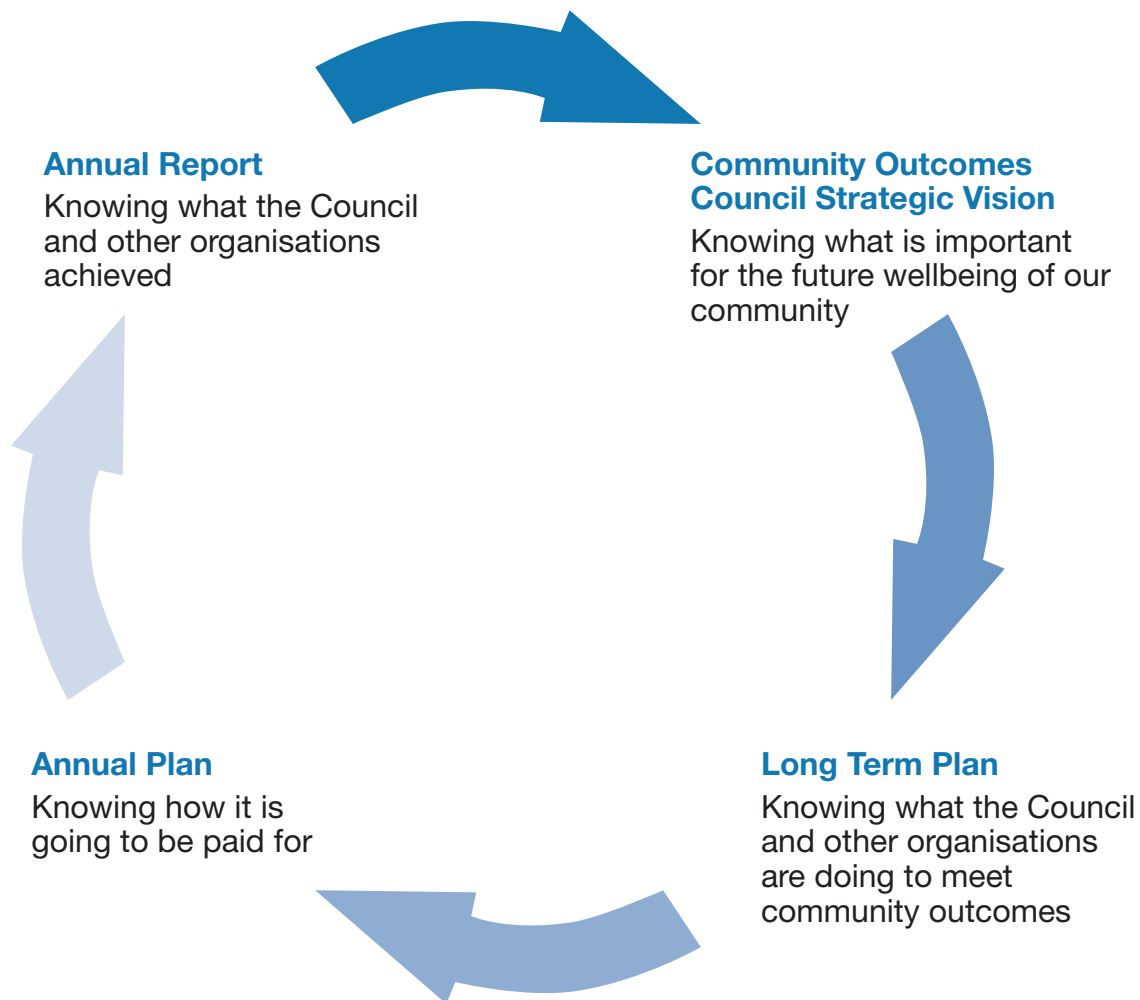 Annual Report
Knowing what the Council
and other organisations
achieved
Community Outcomes
Council Strategic Vision
Knowing what is important
for the future wellbeing of our
community
Annual Plan
Knowing how it is
going to be paid for
Long Term Plan
Knowing what the Council
and other organisations
are doing to meet
community outcomes